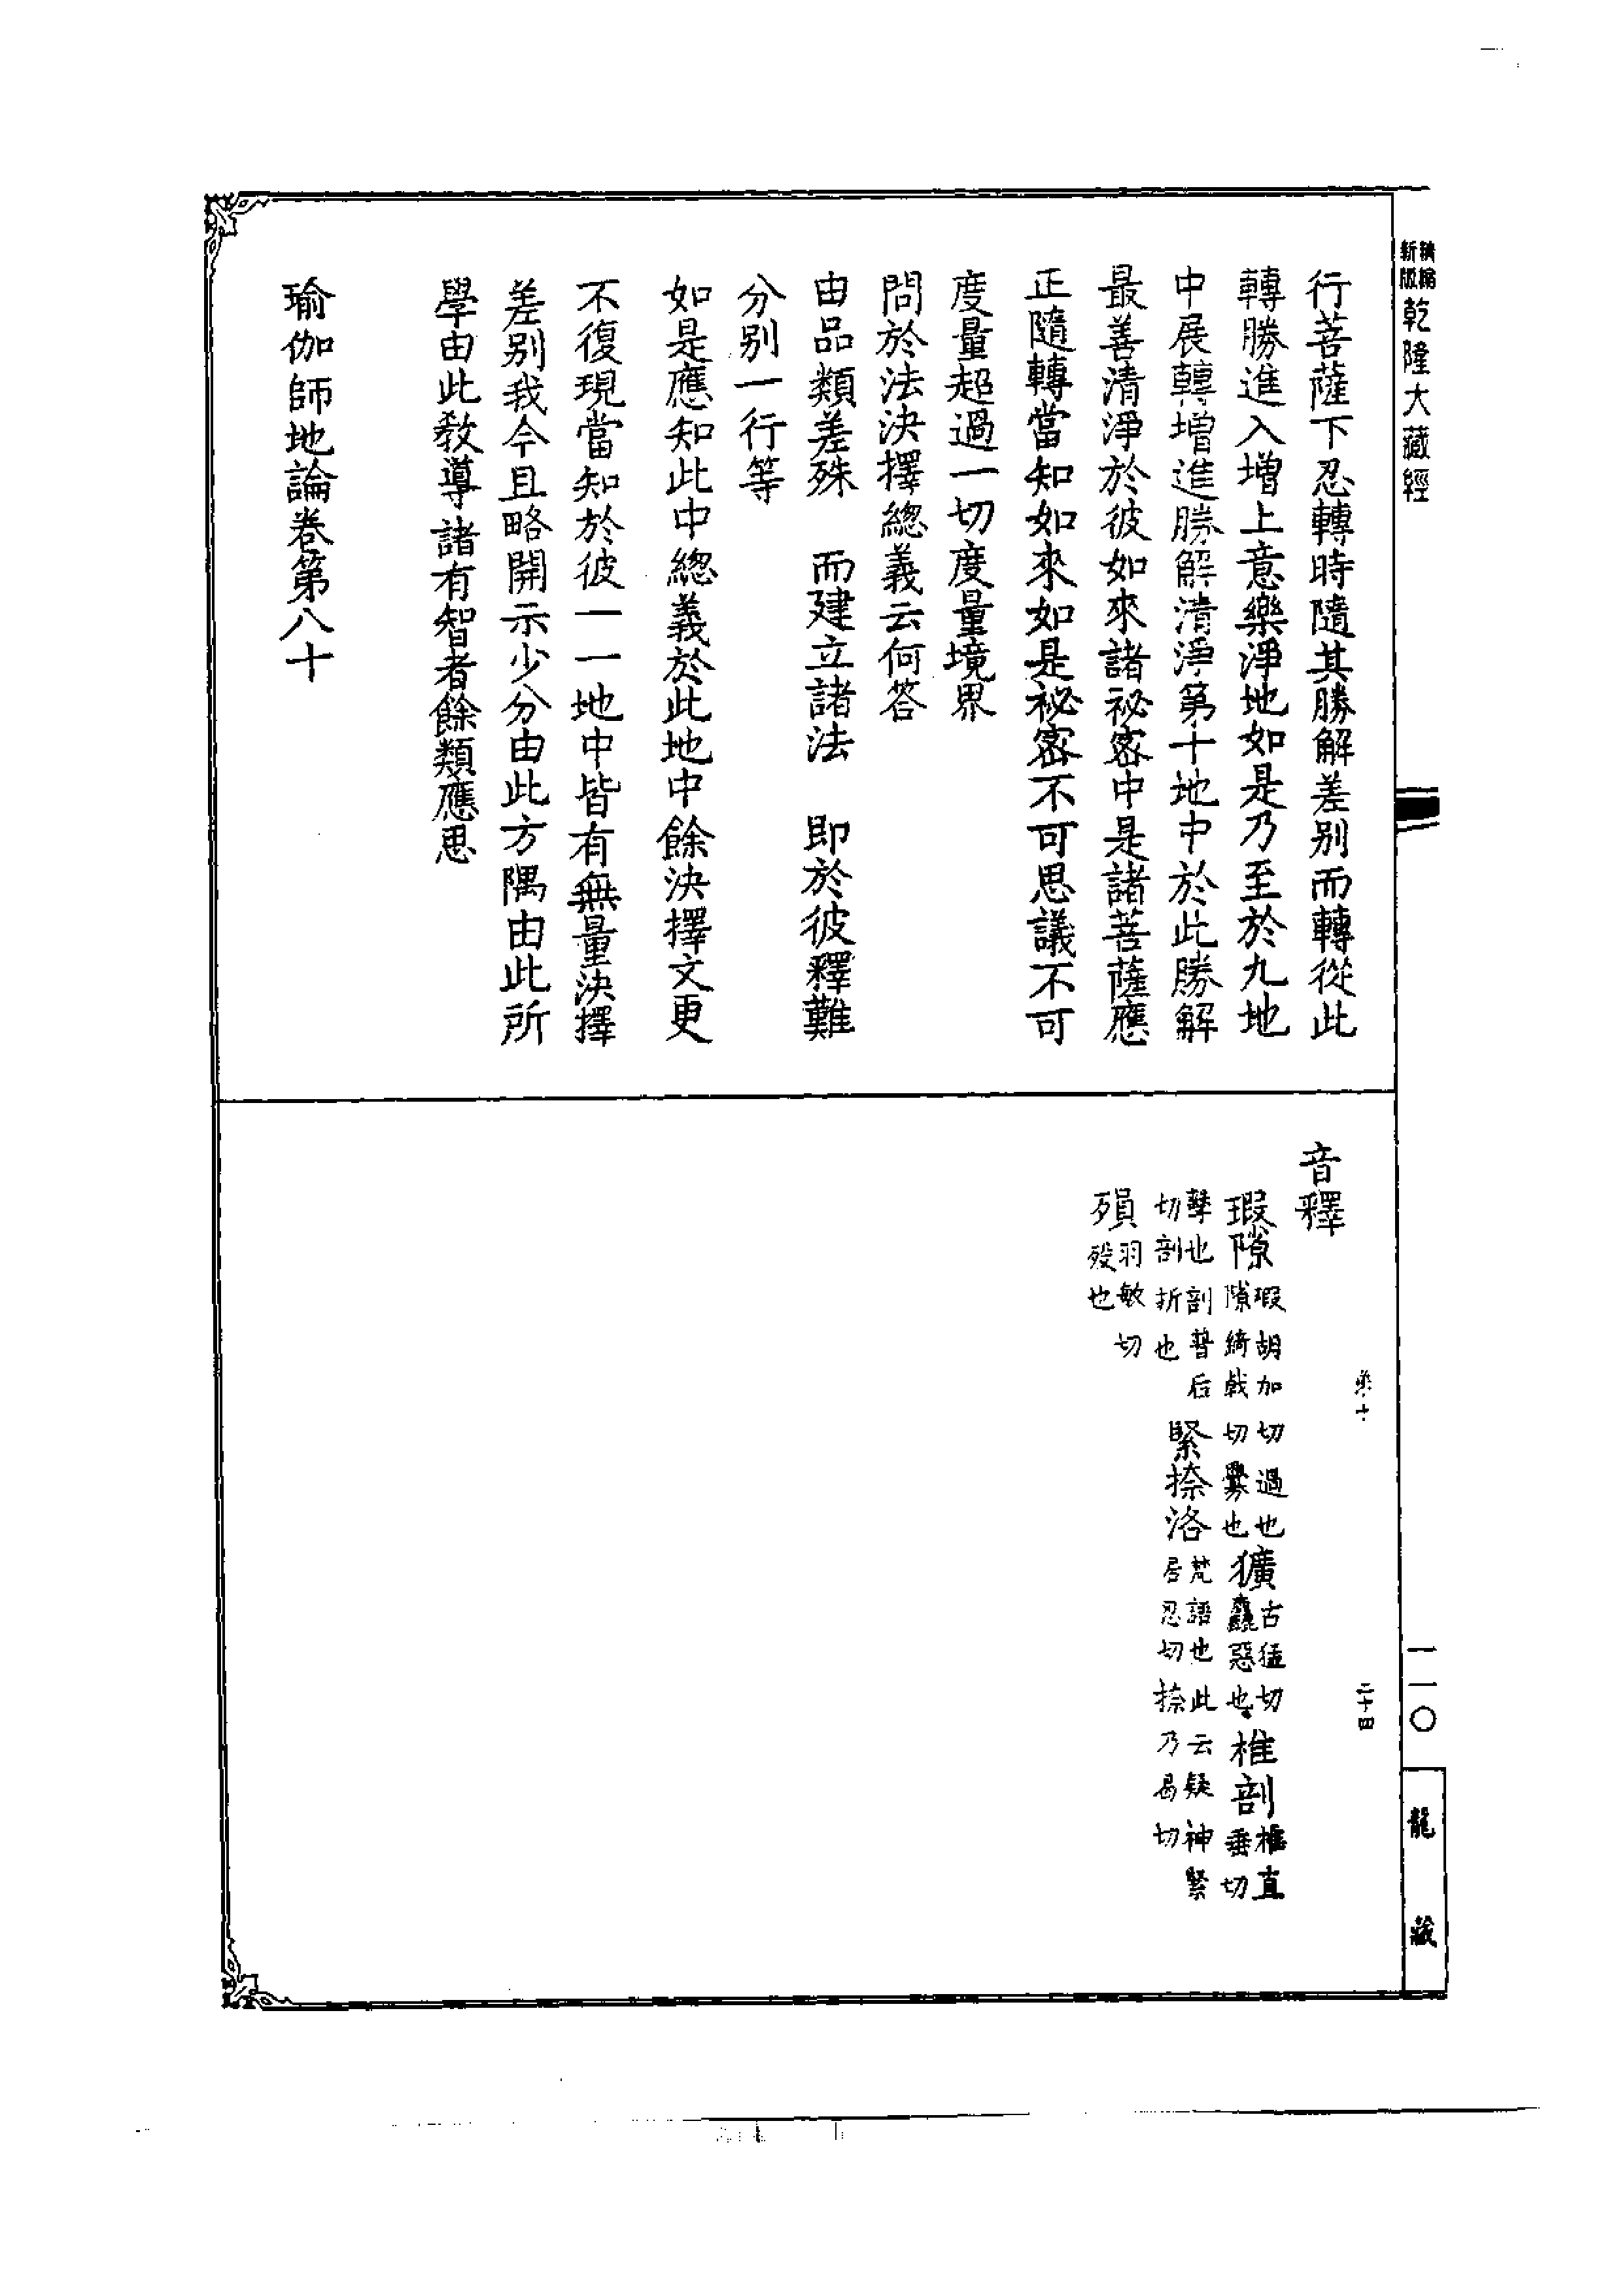 新版精縮乾隆大藏經
行菩薩下忍轉時隨其勝解差别而轉從此
轉勝進入增上意樂淨地如是乃至於九地
中展轉增進勝解清淨第十地中於此勝解
最善清淨於彼如來諸祕密中是諸菩薩應
正隨轉當知如來如是祕密不可思議不可
度量超過一切度量境界
問於法決擇總義云何答
由品類差殊　而建立諸法　即於彼釋難
分别一行等
如是應知此中總義於此地中餘決擇文更
不復現當知於彼一一地中皆有無量決擇
差别我今且略開示少分由此方隅由此所
學由此教導諸有智者餘類應思
瑜伽師地論卷第八十
二十四
音釋
瑕隙瑕胡加切過也隙綺戟切釁也獷古猛切麤惡也椎剖椎直垂切
擊也剖普后切剖折也緊捺洛梵語也此云疑神緊居忍切捺乃曷切
殞羽敏切歿也
一一〇
龍藏